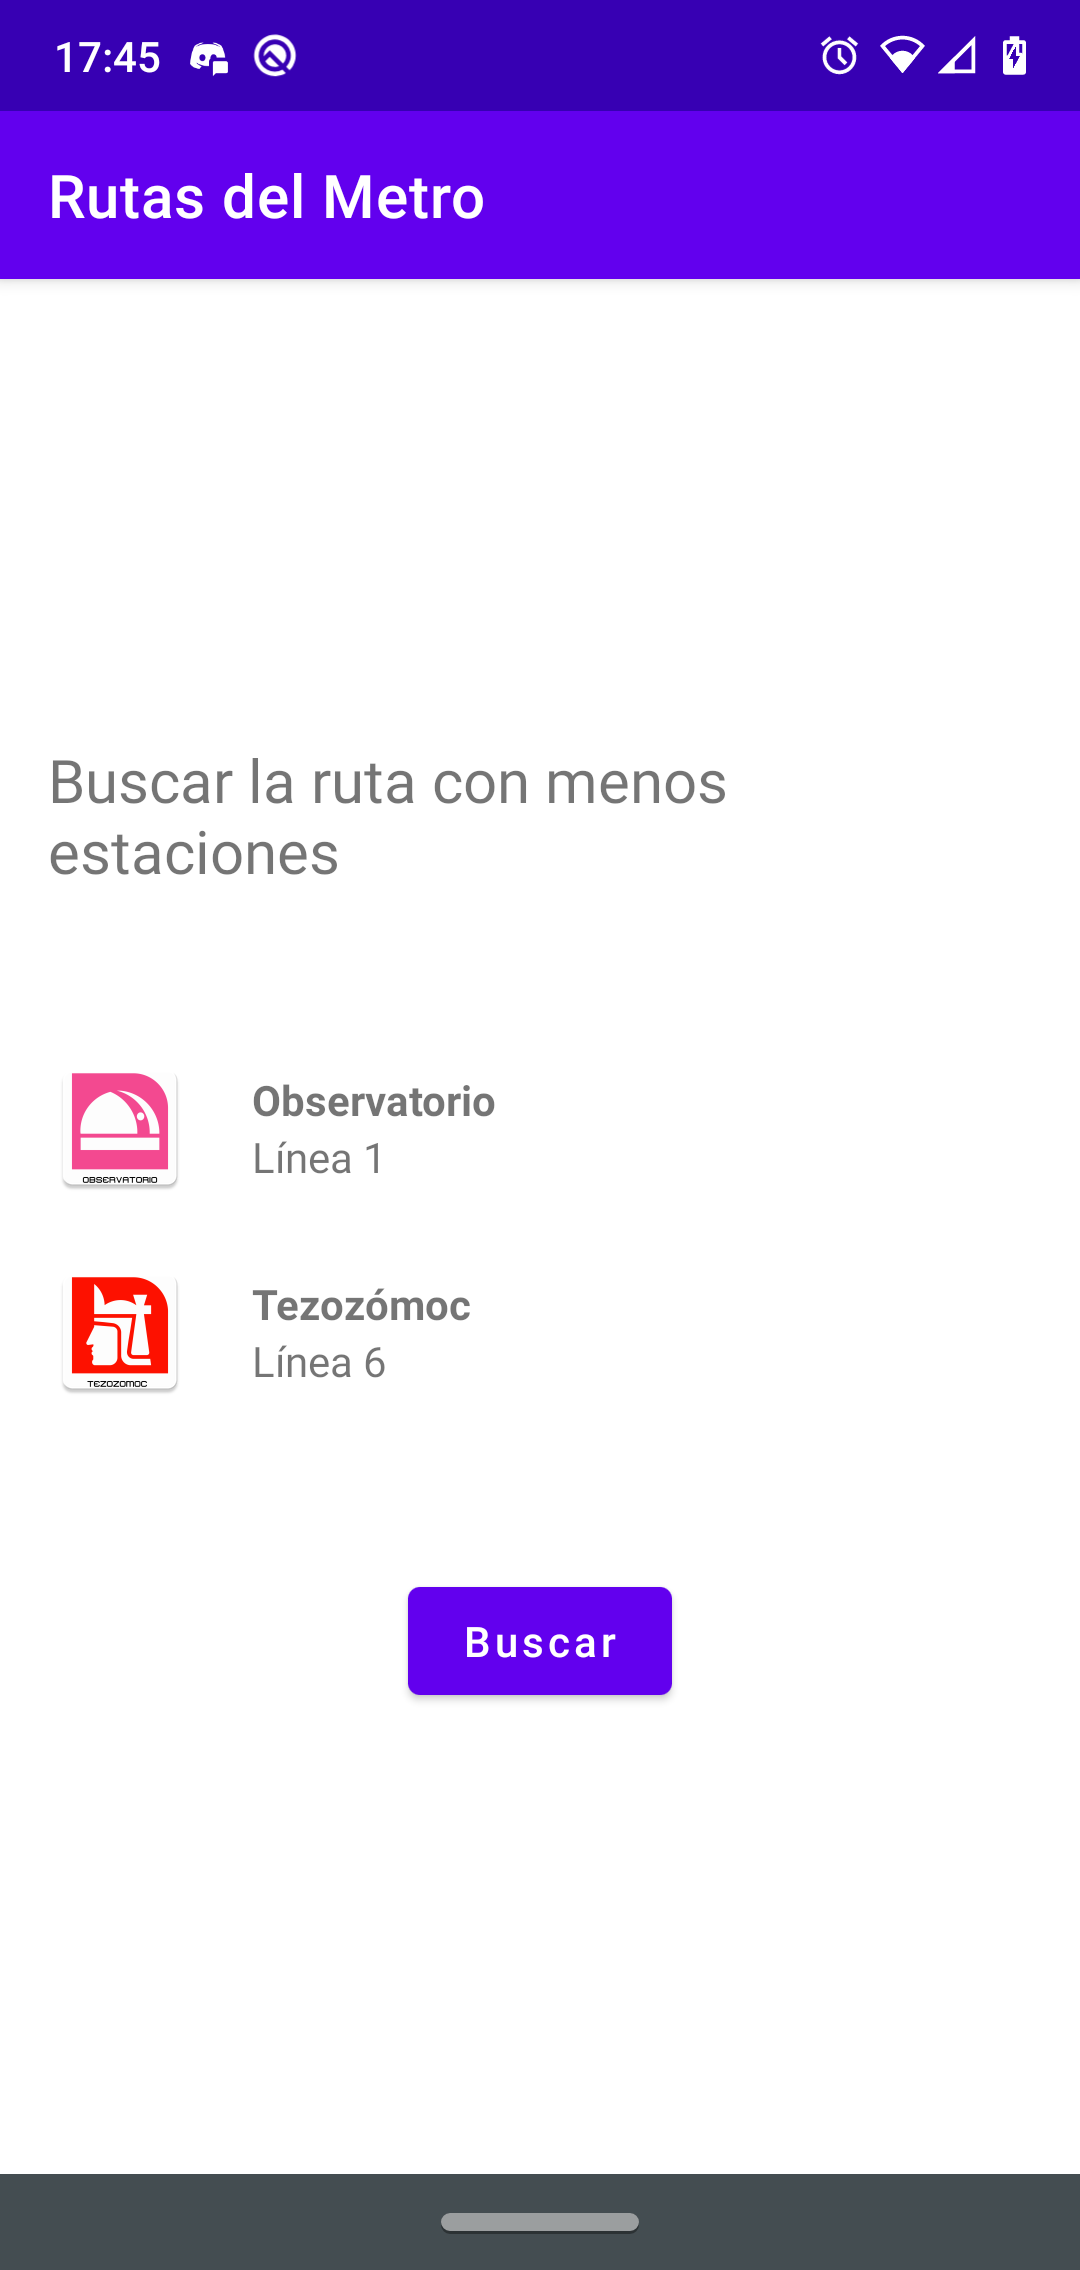 17:45
Rutas del Metro
Buscar la ruta con menos
estaciones
OBSERVATORIO
Observatorio
Línea 1
TEZOZOMOC
Tezozómoc
Línea 6
Buscar